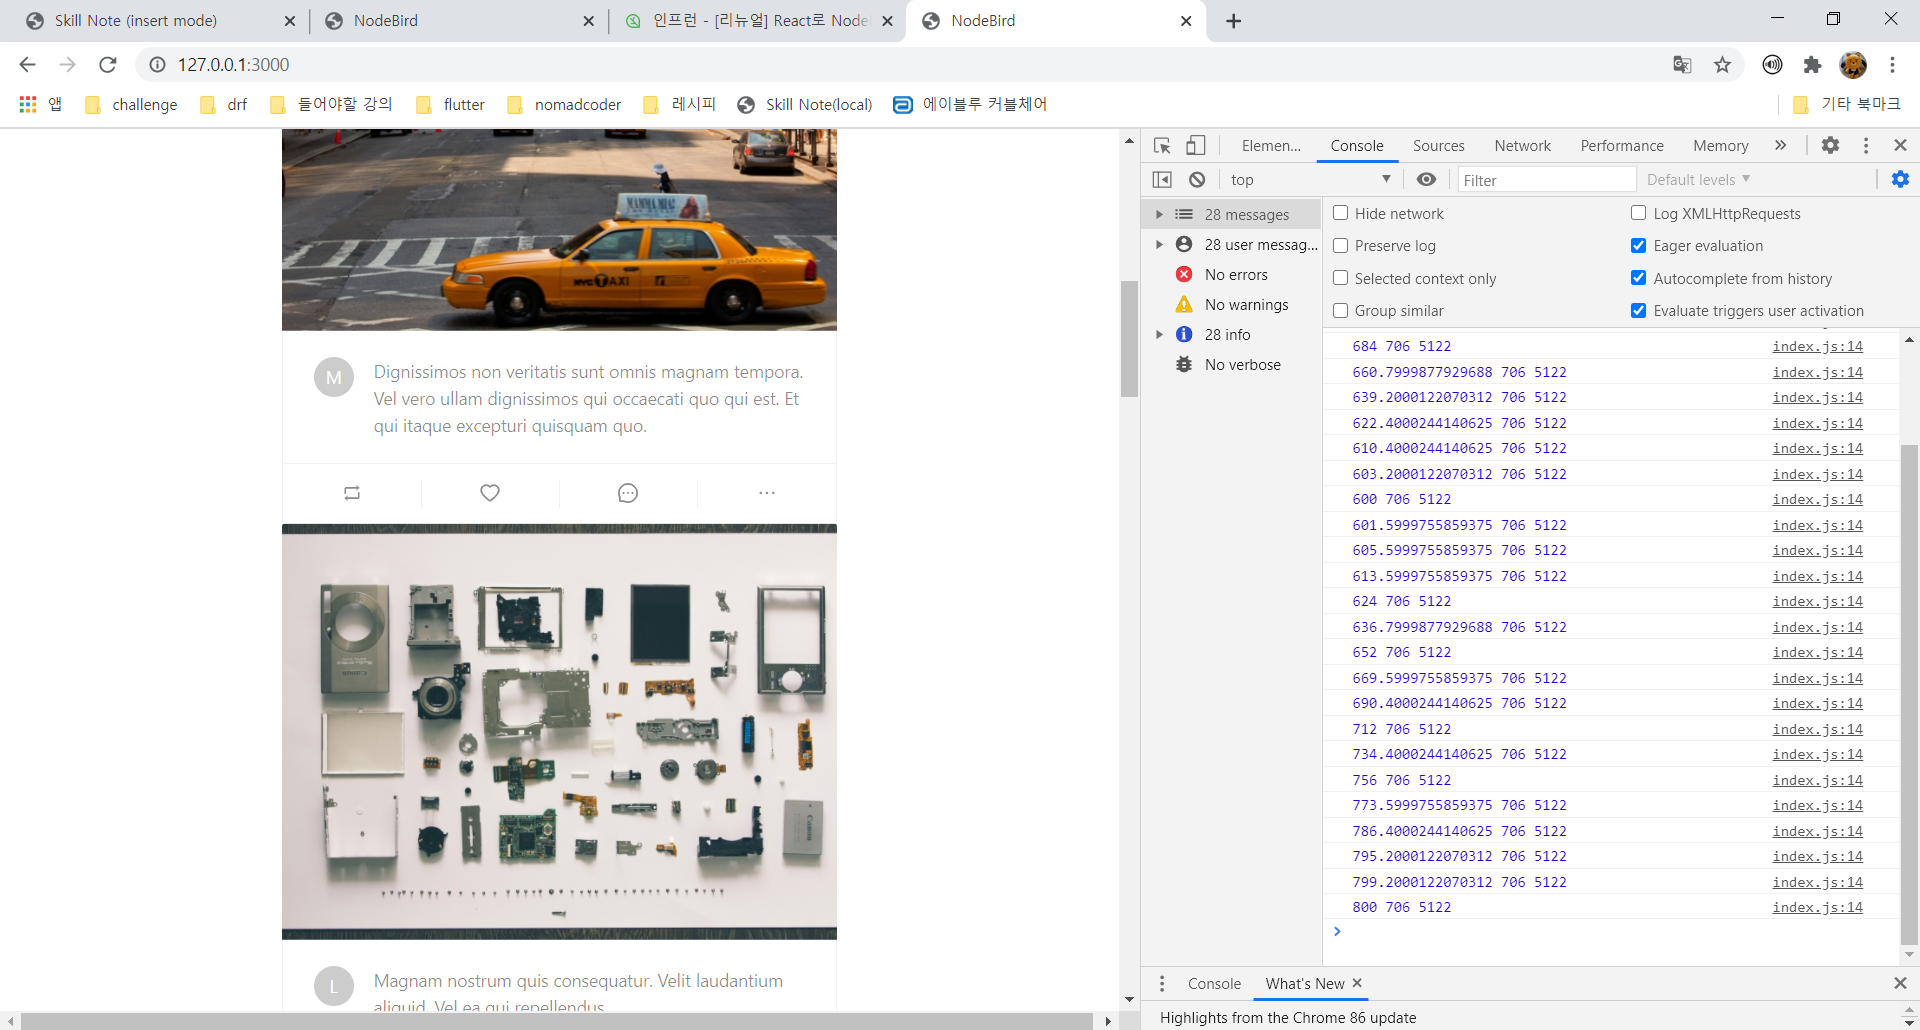 Skill Note (insert mode)
NodeBird
인프런 - [리뉴얼] React로 Node
NodeBird
127.0.0.1:3000
앱
challenge
drf
들어야할 강의
flutter
nomadcoder
레시피
Skill Note(local)
에이블루 커블체어
기타 북마크
MAMMA MIA!
NYC TAXI
M
Dignissimos non veritatis sunt omnis magnam tempora.
Vel vero ullam dignissimos qui occaecati quo qui est. Et
qui itaque excepturi quisquam quo.
Canon
L
Magnam nostrum quis consequatur. Velit laudantium
aliquid. Vel ea qui repellendus
Elemen...
Console
Sources
Network
Performance
Memory
top
Filter
Default levels
28 messages
28 user messag...
No errors
No warnings
28 info
No verbose
Hide network
Log XMLHttpRequests
Preserve log
Eager evaluation
Selected context only
Autocomplete from history
Group similar
Evaluate triggers user activation
684 706 5122 index.js:14
660.7999877929688 706 5122 index.js:14
639.2000122070312 706 5122 index.js:14
622.4000244140625 706 5122 index.js:14
610.4000244140625 706 5122 index.js:14
603.2000122070312 706 5122 index.js:14
600 706 5122 index.js:14
601.5999755859375 706 5122 index.js:14
605.5999755859375 706 5122 index.js:14
613.5999755859375 706 5122 index.js:14
624 706 5122 index.js:14
636.7999877929688 706 5122 index.js:14
652 706 5122 index.js:14
669.5999755859375 706 5122 index.js:14
690.4000244140625 706 5122 index.js:14
712 706 5122 index.js:14
734.4000244140625 706 5122 index.js:14
756 706 5122 index.js:14
773.5999755859375 706 5122 index.js:14
786.4000244140625 706 5122 index.js:14
795.2000122070312 706 5122 index.js:14
799.2000122070312 706 5122 index.js:14
800 706 5122 index.js:14
Console
What's New
Highlights from the Chrome 86 update